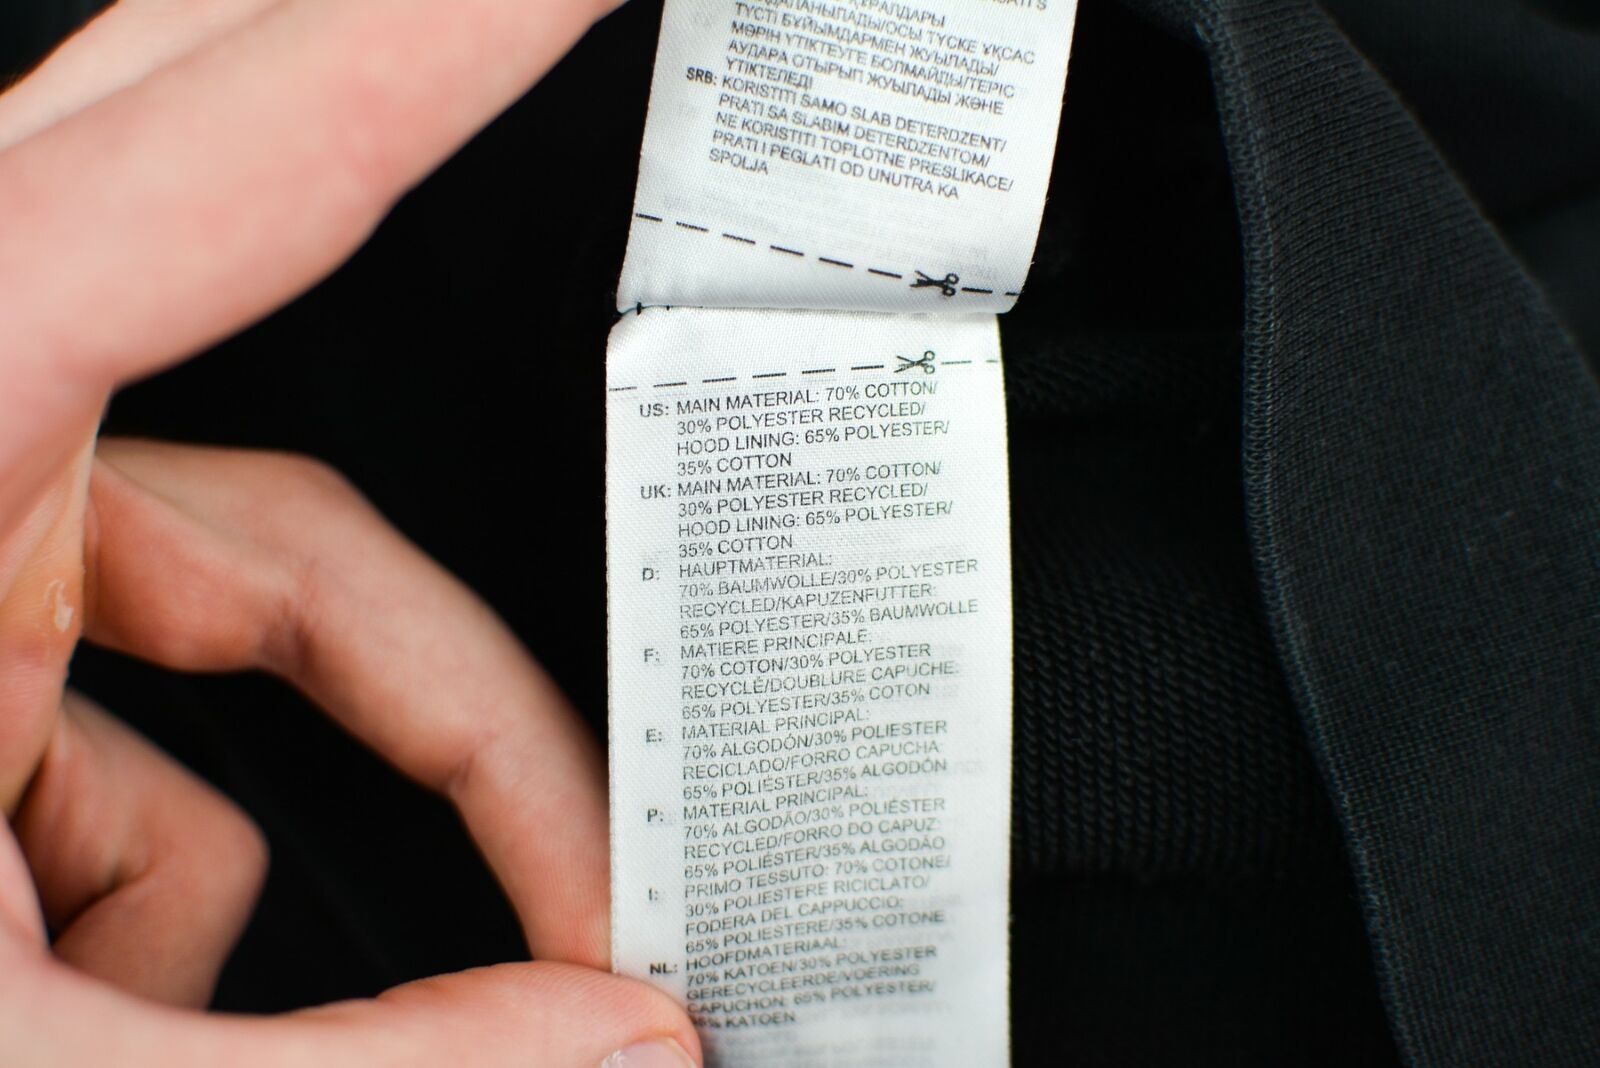 ҚҰРАЛДАРЫ
ТҮСТІ БҰЙЫМДАРМЕН ЖУЫЛАДЫ/
МӨРІН ҮТІКТЕУГЕ БОЛМАЙДЫ/ТЕРІС
АУДАРА ОТЫРЫП ЖУЫЛАДЫ ЖӘНЕ
ҮТІКТЕЛЕДІ
SRB: KORISTITI SAMO SLAB DETERDZENT/
PRATI SA SLABIM DETERDZENTOM/
NE KORISTITI TOPLOTNE PRESLIKACE/
PRATI I PEGLATI OD UNUTRA KA
SPOLJA
US: MAIN MATERIAL: 70% COTTON/
30% POLYESTER RECYCLED/
HOOD LINING: 65% POLYESTER/
35% COTTON
UK: MAIN MATERIAL: 70% COTTON/
30% POLYESTER RECYCLED/
HOOD LINING: 65% POLYESTER/
35% COTTON
D: HAUPTMATERIAL:
70% BAUMWOLLE/30% POLYESTER
RECYCLED/KAPUZENFUTTER:
65% POLYESTER/35% BAUMWOLLE
F: MATIERE PRINCIPALE:
70% COTON/30% POLYESTER
RECYCLÉ/DOUBLURE CAPUCHE:
65% POLYESTER/35% COTON
E: MATERIAL PRINCIPAL:
70% ALGODÓN/30% POLIESTER
RECICLADO/FORRO CAPUCHA:
65% POLIÉSTER/35% ALGODÓN
P: MATERIAL PRINCIPAL:
70% ALGODÃO/30% POLIÉSTER
RECYCLED/FORRO DO CAPUZ:
65% POLIÉSTER/35% ALGODÃO
I: PRIMO TESSUTO: 70% COTONE/
30% POLIESTERE RICICLATO/
FODERA DEL CAPPUCCIO:
65% POLIESTERE/35% COTONE
NL: HOOFDMATERIAAL:
70% KATOEN/30% POLYESTER
GERECYCLEERDE/VOERING
CAPUCHON: 65% POLYESTER/
35% KATOEN